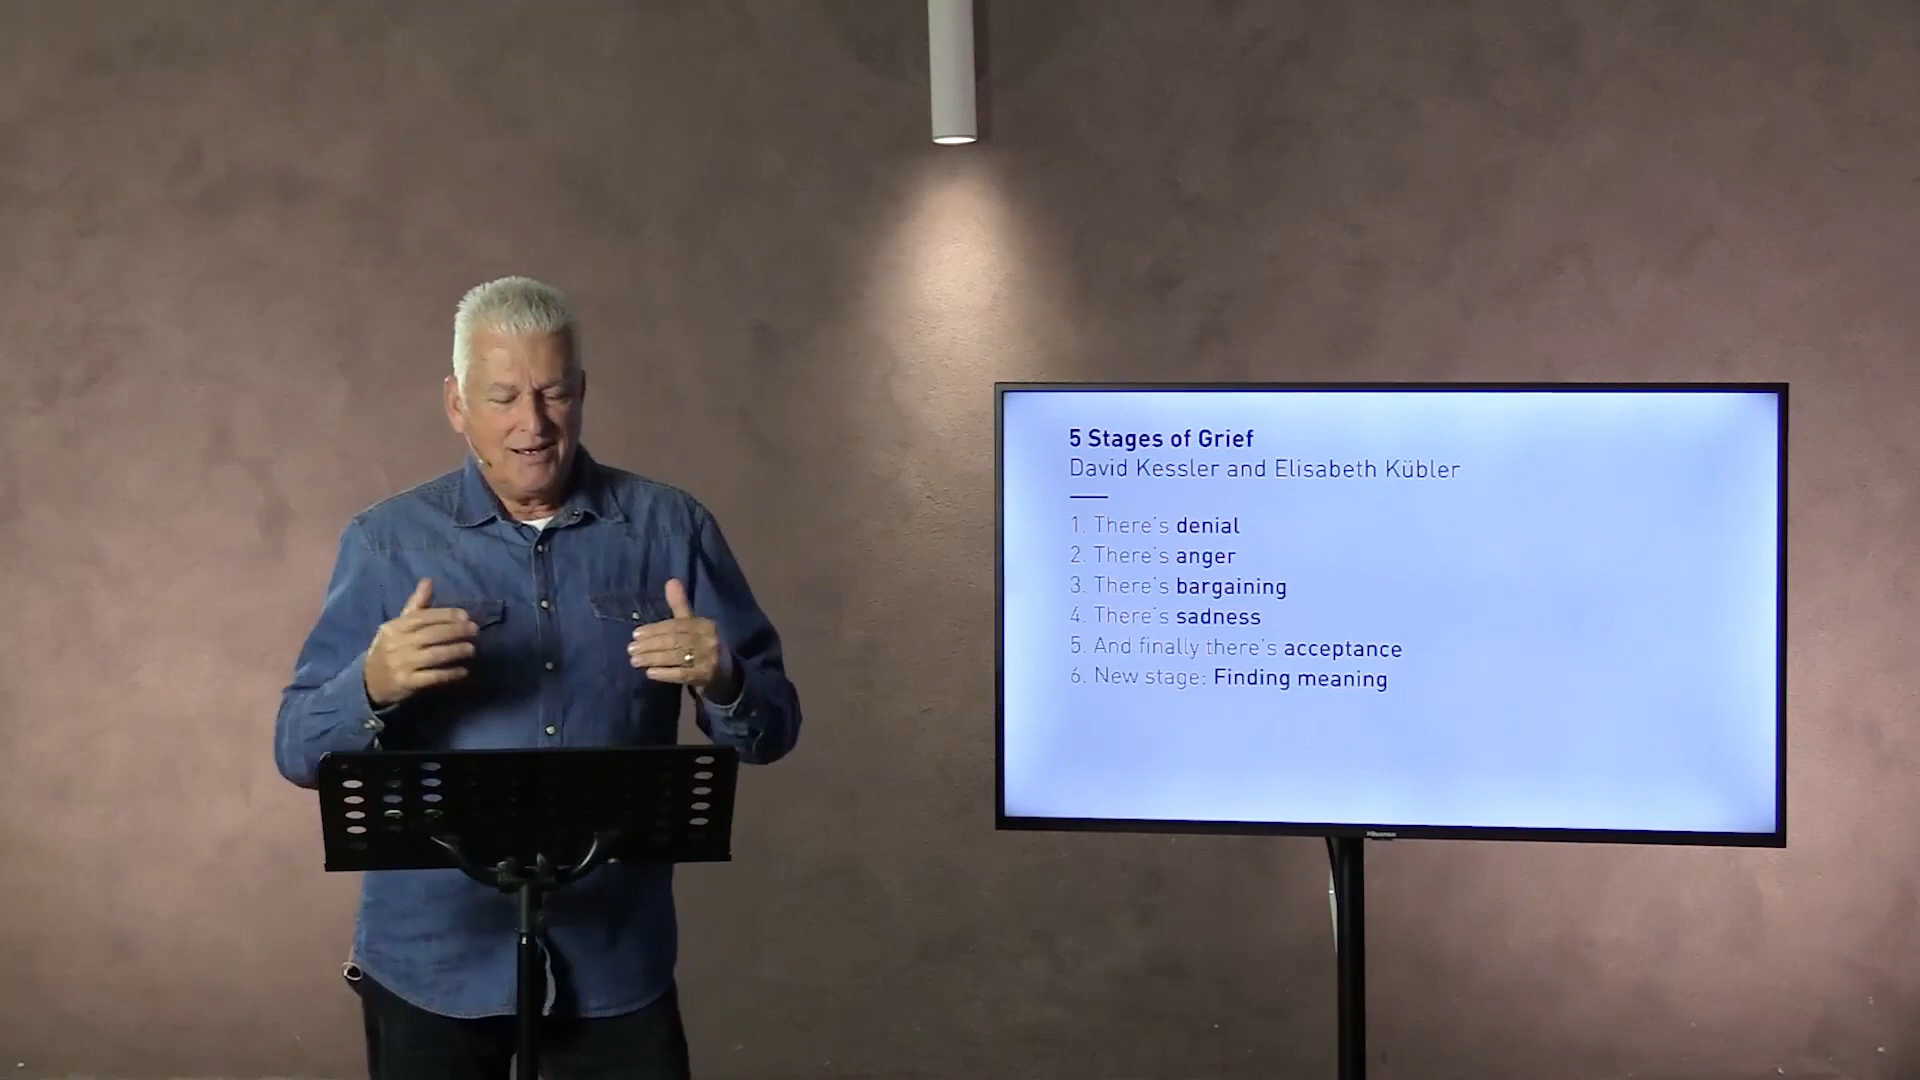 5 Stages of Grief
David Kessler and Elisabeth Kübler
1. There's denial
2. There's anger
3. There's bargaining
4. There's sadness
5. And finally there's acceptance
6. New stage: Finding meaning
Hisense